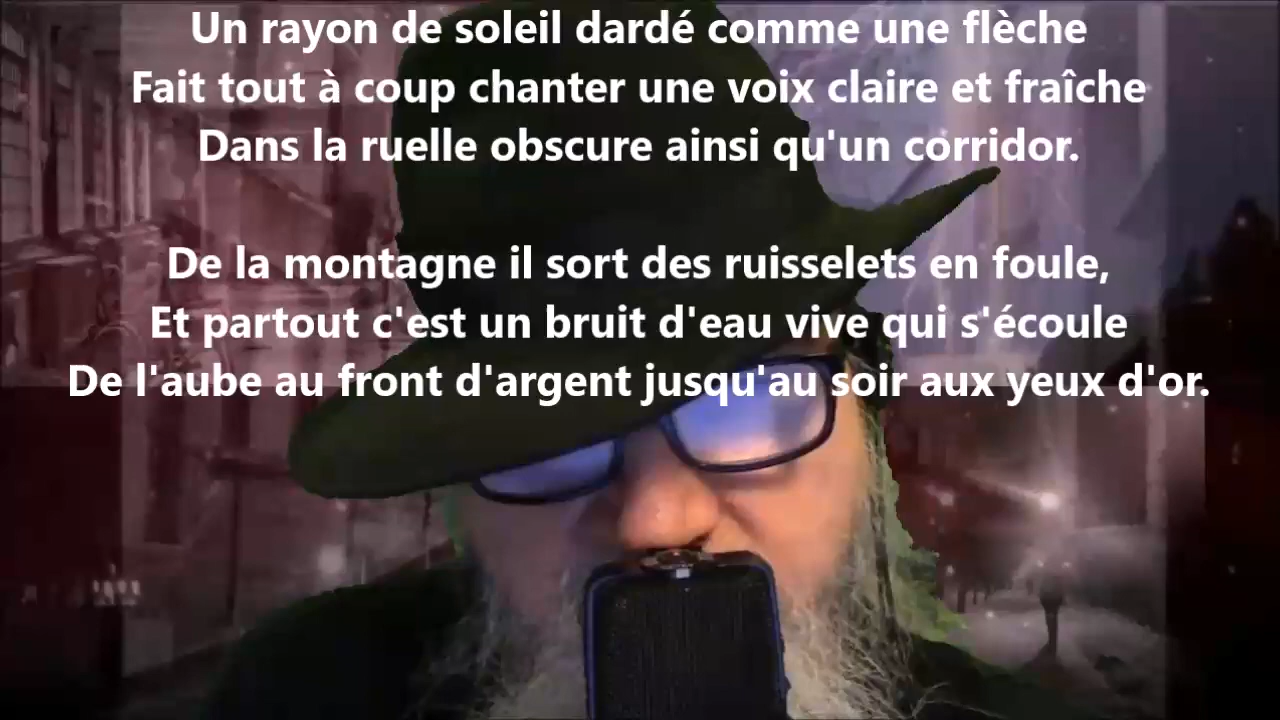 Un rayon de soleil dardé comme une flèche
Fait tout à coup chanter une voix claire et fraîche
Dans la ruelle obscure ainsi qu'un corridor.
De la montagne il sort des ruisselets en foule,
Et partout c'est un bruit d'eau vive qui s'écoule
De l'aube au front d'argent jusqu'au soir aux yeux d'or.